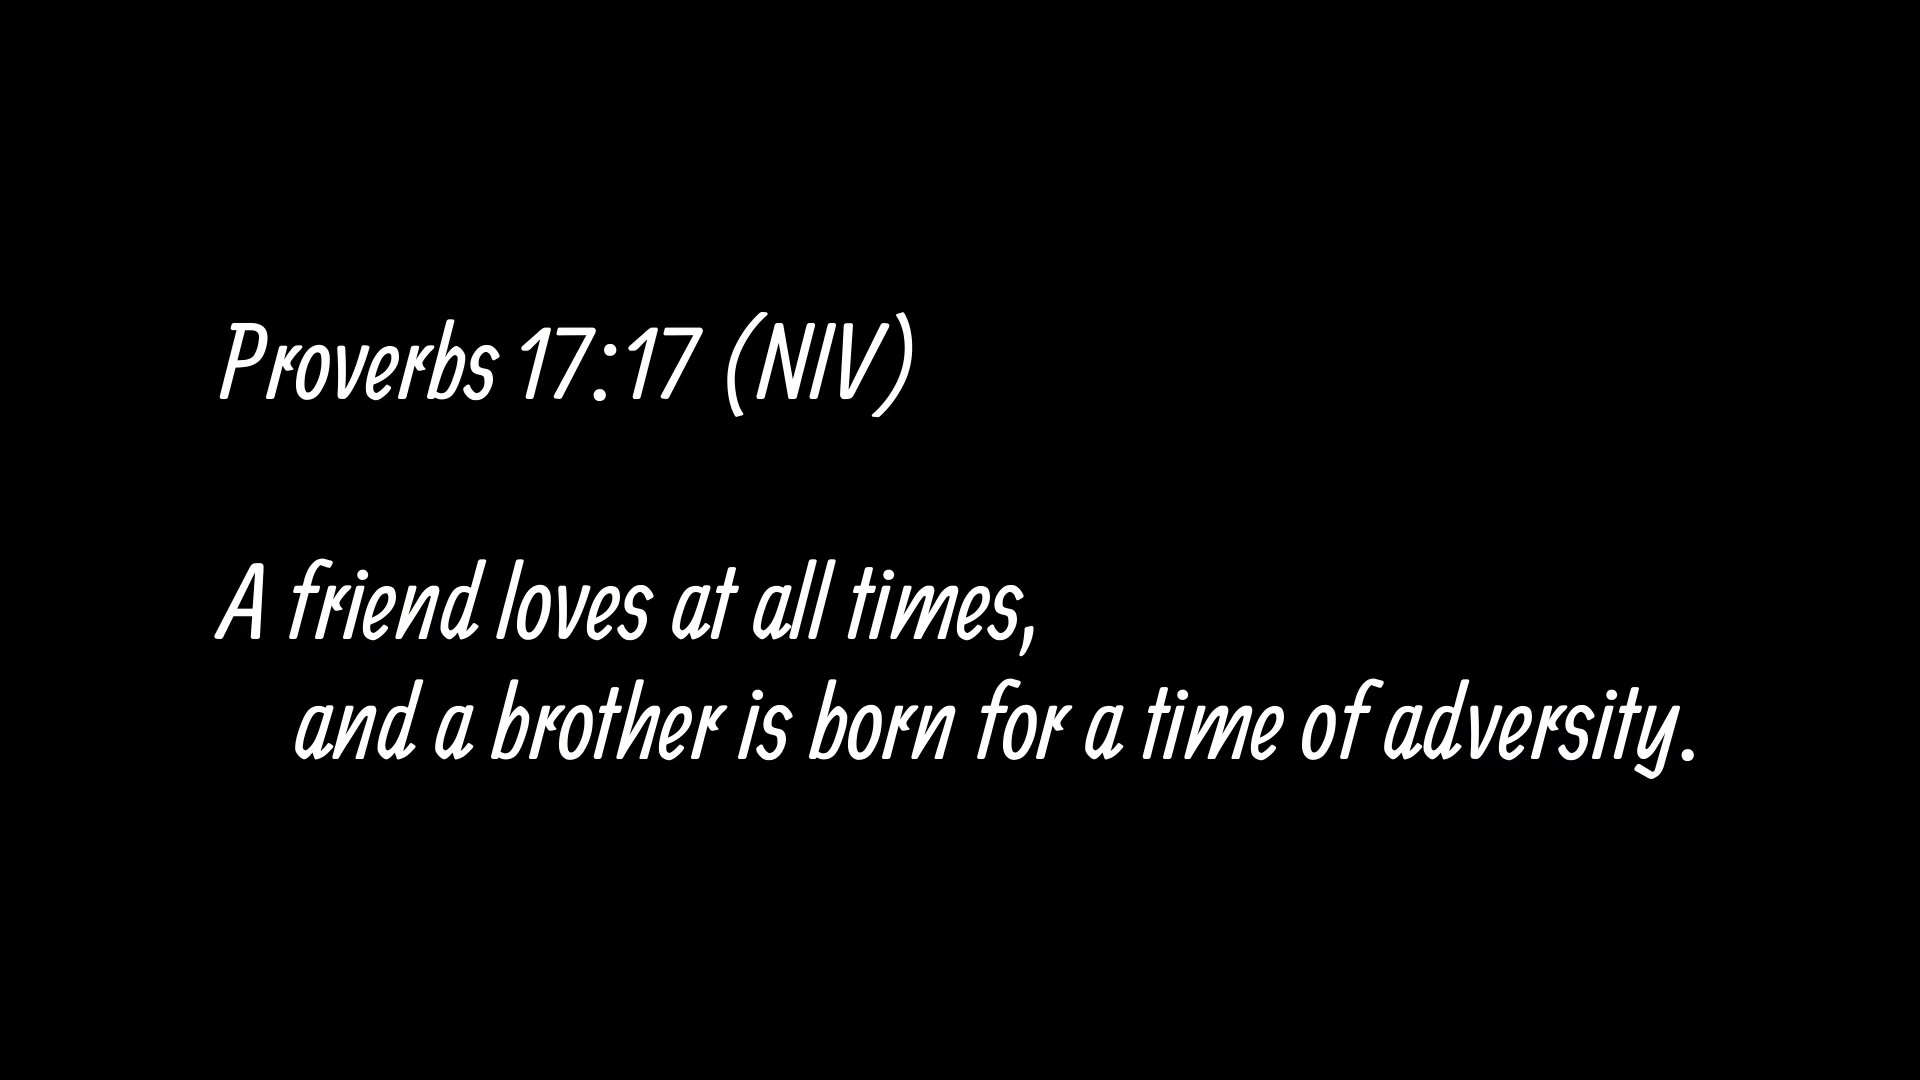 Proverbs 17:17 (NIV)
A friend loves at all times,
and a brother is born for a time of adversity.